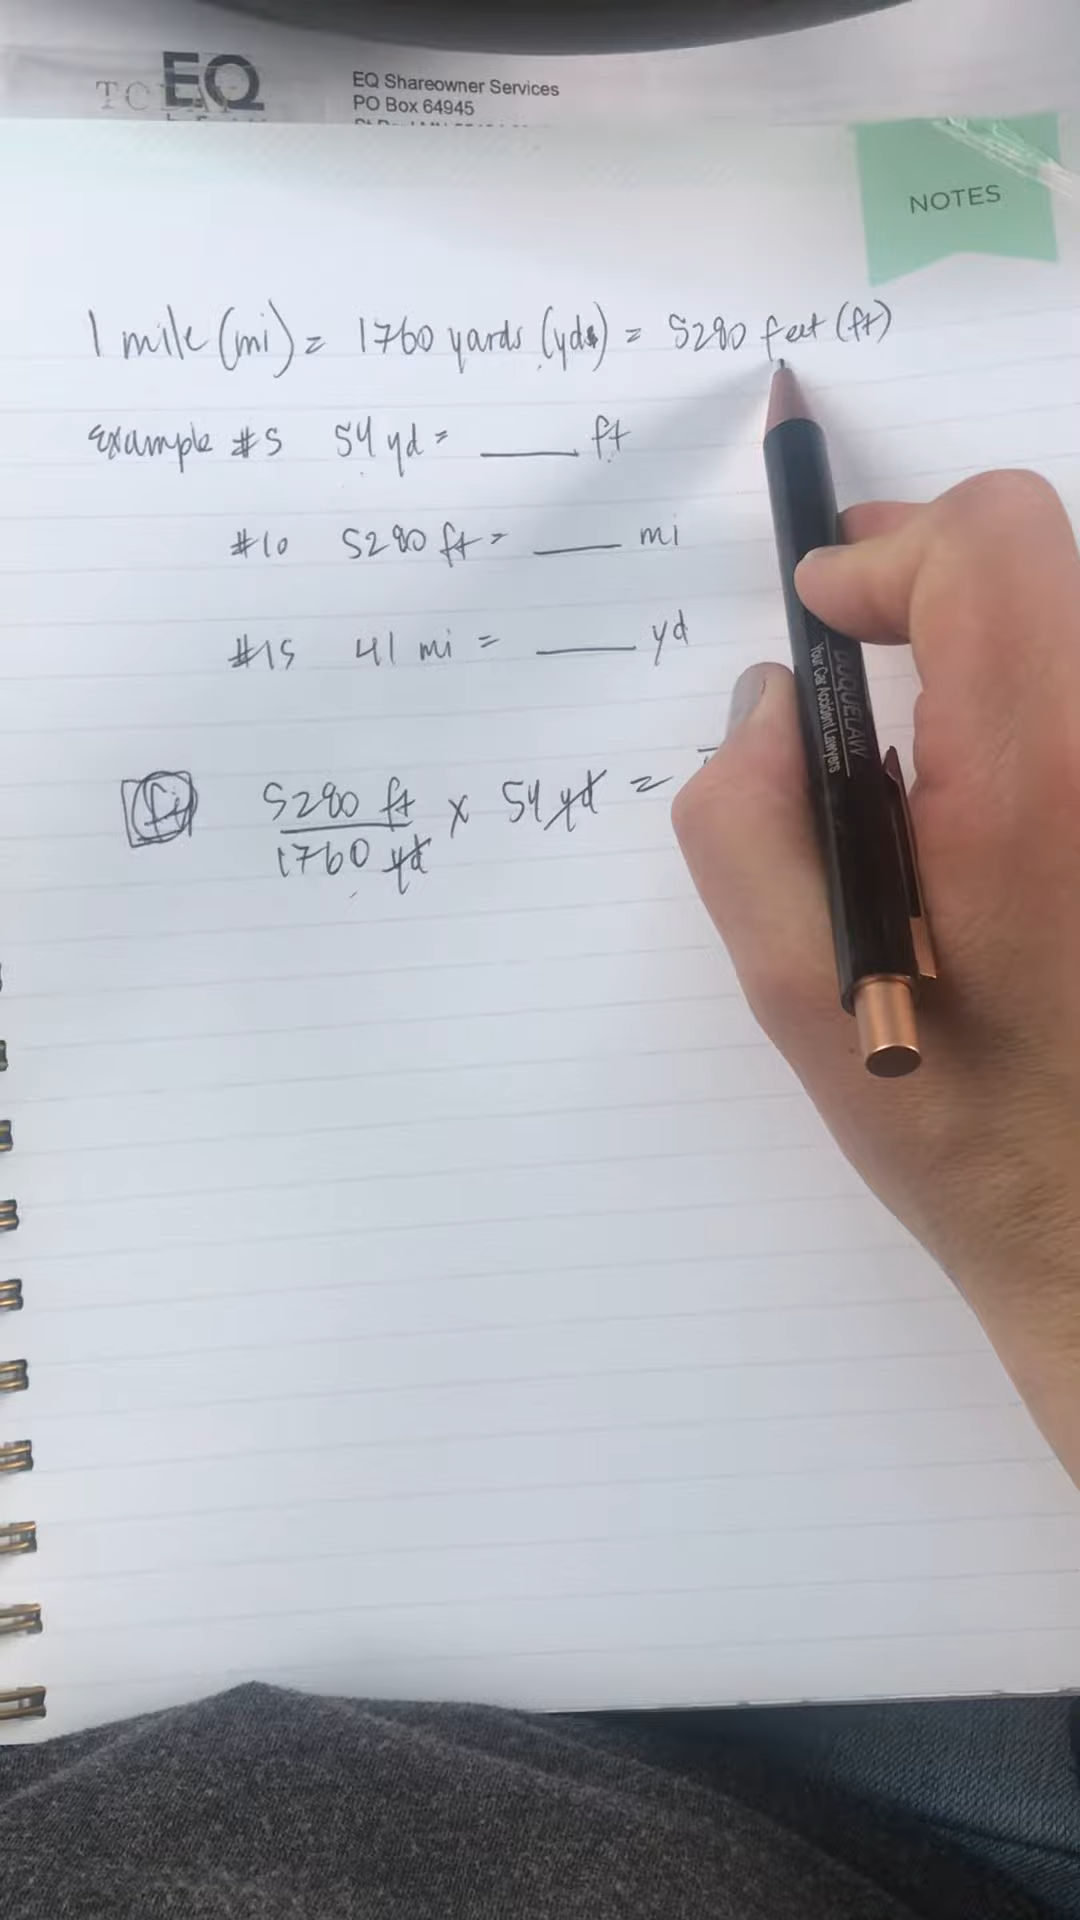 EQ
EQ Shareowner Services
PO Box 64945
NOTES
1 mile (mi) = 1760 yards (yds) = 5280 feet (ft)
Example #5 54 yd = ____ ft
#10 5280 ft = ____ mi
#15 41 mi = ____ yd
5280 ft × 54 yd =
1760 yd
DUQUELAW
Your Car Accident Lawyers